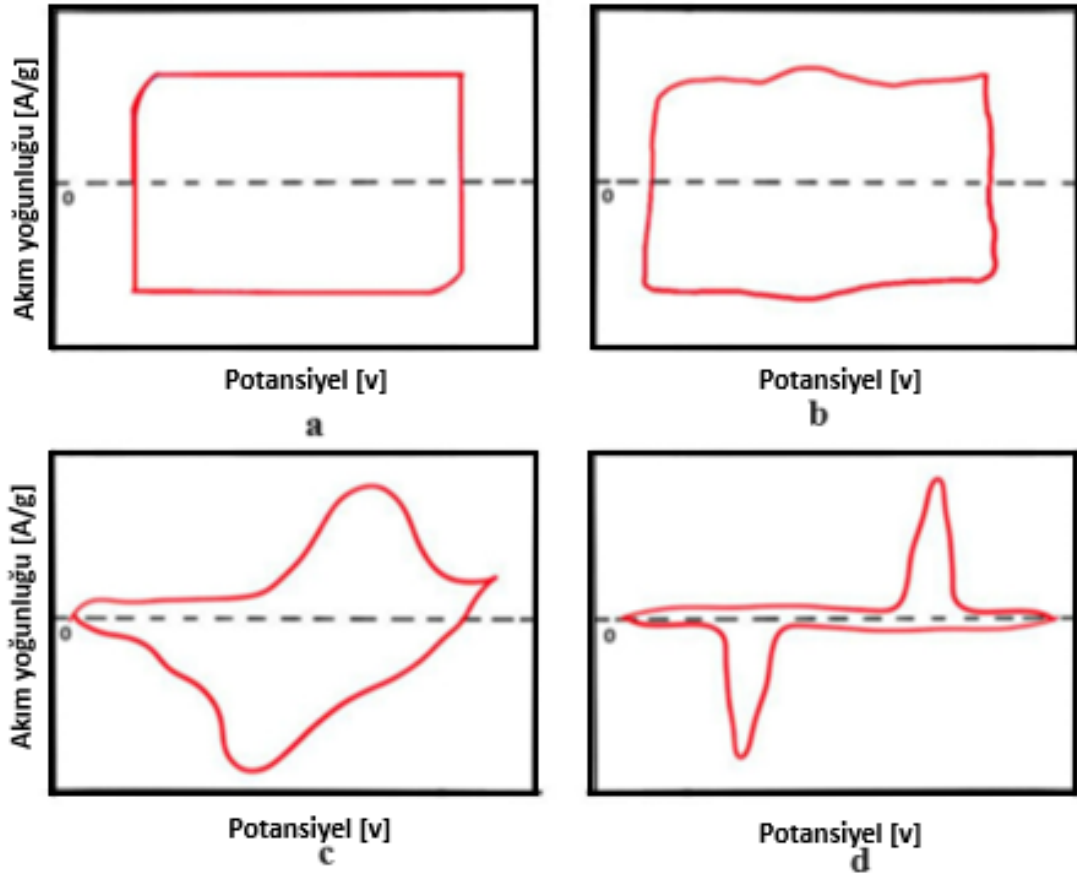 Akım yoğunluğu [A/g]
0
0
Potansiyel [v]
Potansiyel [v]
a
b
Akım yoğunluğu [A/g]
0
0
Potansiyel [v]
Potansiyel [v]
c
d